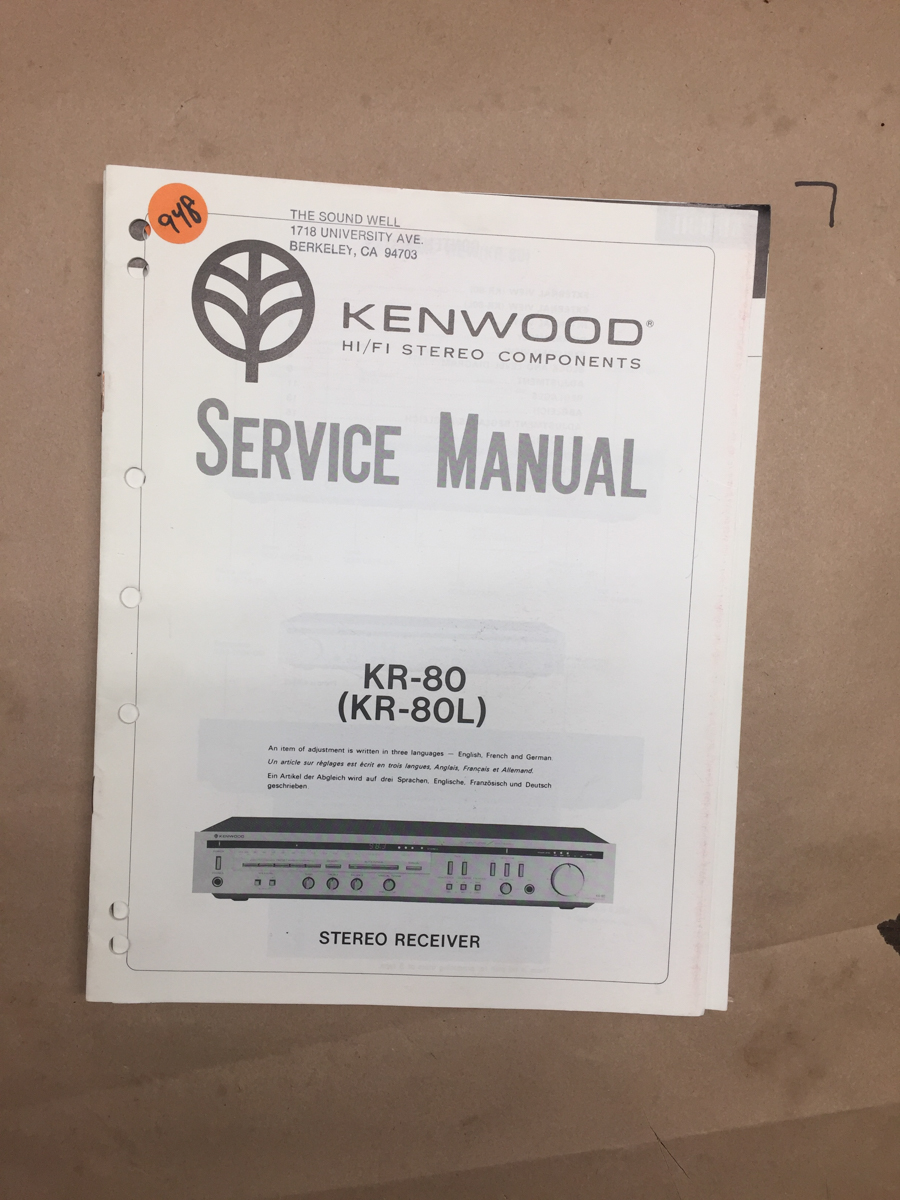 948
THE SOUND WELL
1718 UNIVERSITY AVE.
BERKELEY, CA 94703
KENWOOD®
HI/FI STEREO COMPONENTS
SERVICE MANUAL
KR-80
(KR-80L)
An item of adjustment is written in three languages — English, French and German.
Un article sur règlages est ècrit en trois langues, Anglais, Français et Allemand.
Ein Artikel der Abgleich wird auf drei Sprachen, Englische, Französisch und Deutsch
geschrieben.
KENWOOD
STEREO RECEIVER